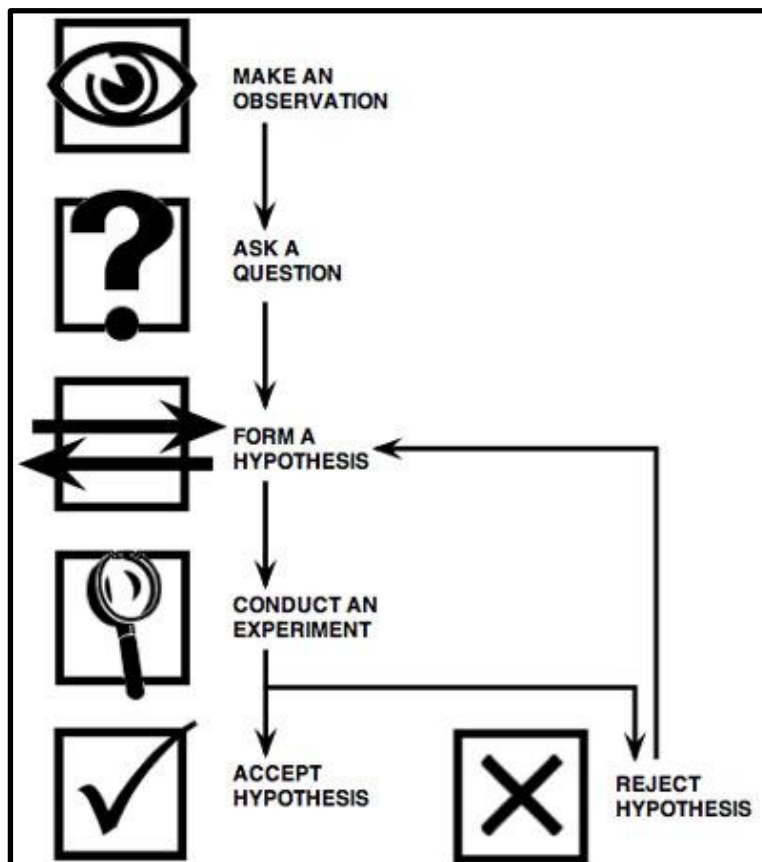 MAKE AN
OBSERVATION
ASK A
QUESTION
FORM A
HYPOTHESIS
CONDUCT AN
EXPERIMENT
ACCEPT
HYPOTHESIS
REJECT
HYPOTHESIS